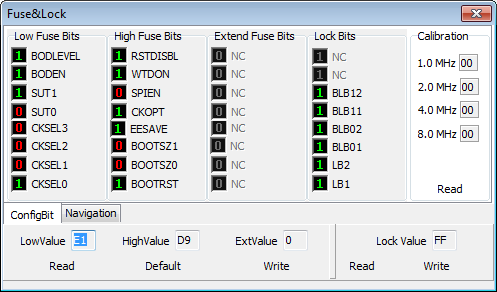 Fuse&Lock
Low Fuse Bits High Fuse Bits Extend Fuse Bits Lock Bits Calibration
1 BODLEVEL 1 RSTDISBL 0 NC 1 NC
1.0 MHz 00
1 BODEN 1 WTDON 0 NC 1 NC
1 SUT1 0 SPIEN 0 NC 1 BLB12
2.0 MHz 00
0 SUT0 1 CKOPT 0 NC 1 BLB11
4.0 MHz 00
0 CKSEL3 1 EESAVE 0 NC 1 BLB02
8.0 MHz 00
0 CKSEL2 0 BOOTSZ1 0 NC 1 BLB01
0 CKSEL1 0 BOOTSZ0 0 NC 1 LB2
1 CKSEL0 1 BOOTRST 0 NC 1 LB1
Read
ConfigBit Navigation
LowValue E1 HighValue D9 ExtValue 0 Lock Value FF
Read Default Write Read Write